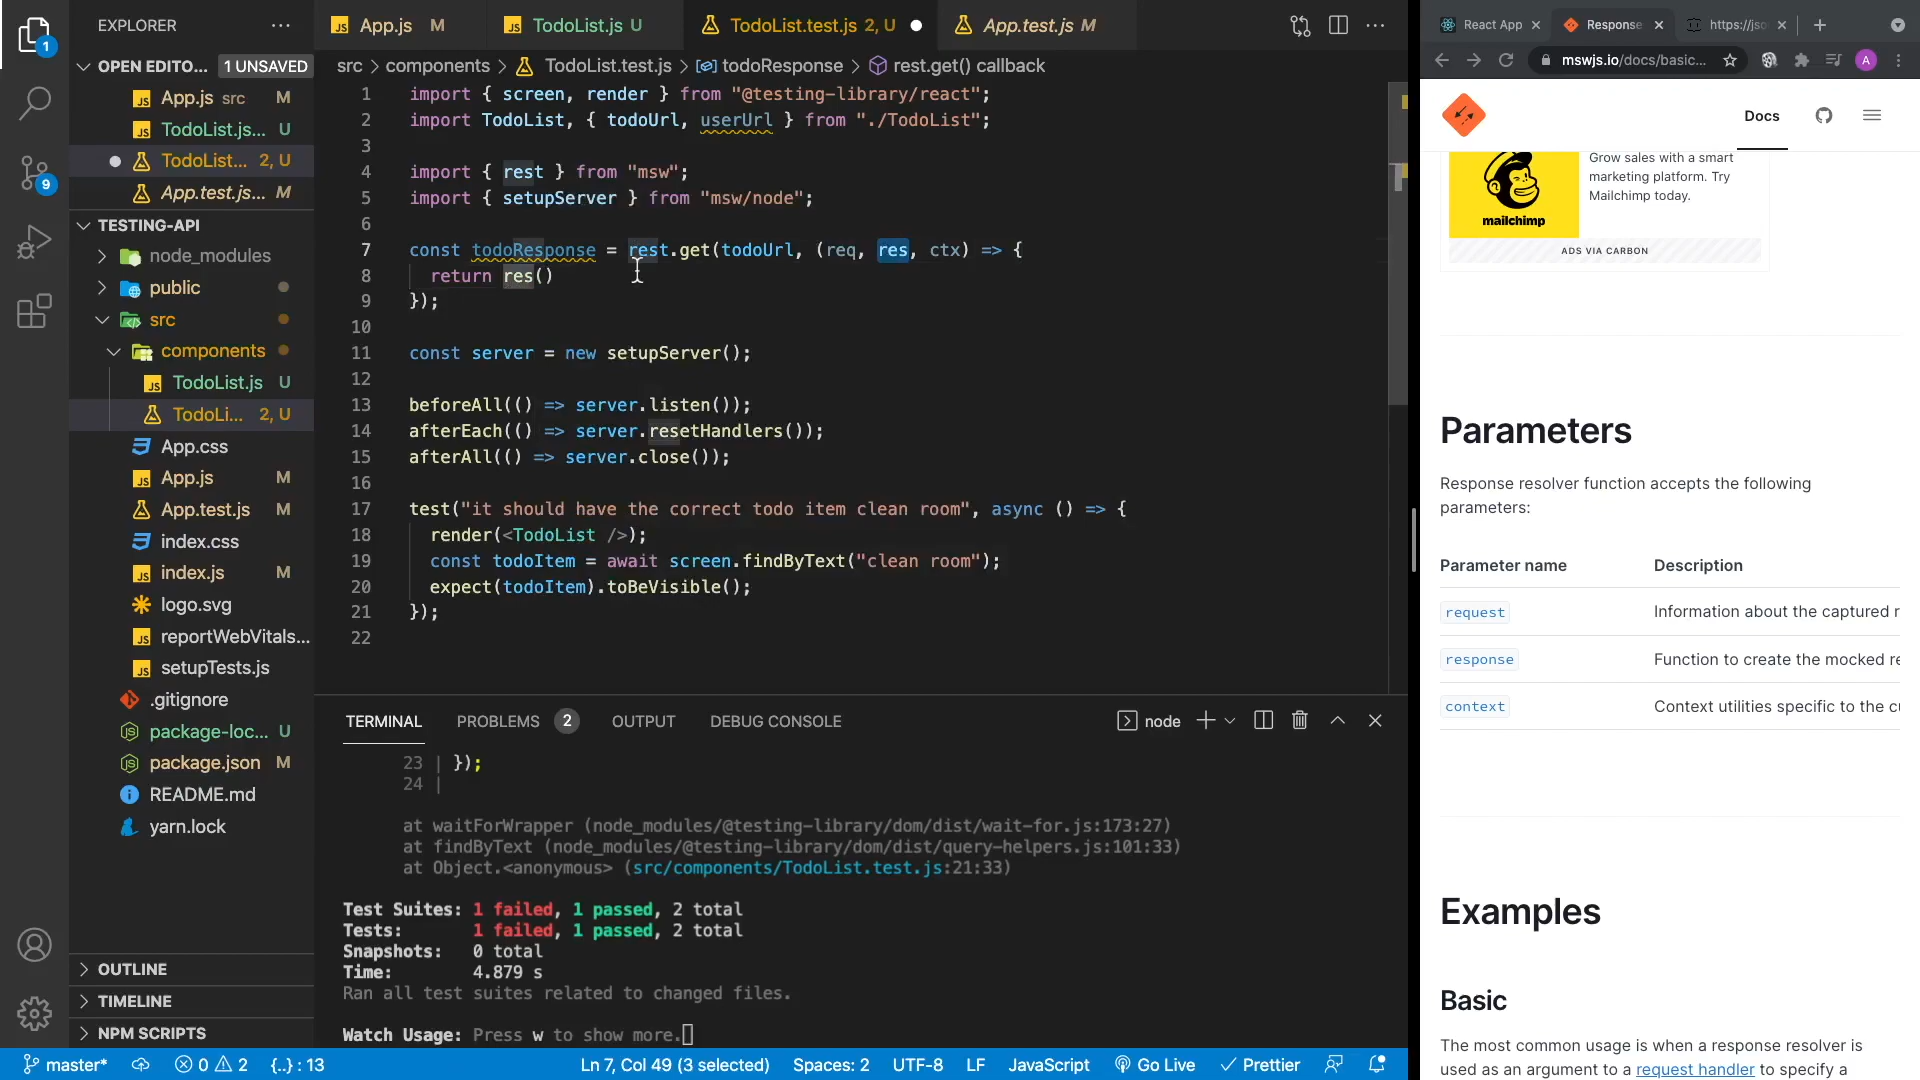 EXPLORER
OPEN EDITO... 1 UNSAVED
App.js src M
TodoList.js... U
TodoList... 2, U
App.test.js... M
TESTING-API
node_modules
public
src
components
TodoList.js U
TodoLi... 2, U
App.css
App.js M
App.test.js M
index.css
index.js M
logo.svg
reportWebVitals...
setupTests.js
.gitignore
package-loc... U
package.json M
README.md
yarn.lock
OUTLINE
TIMELINE
NPM SCRIPTS
1
9
App.js M
TodoList.js U
TodoList.test.js 2, U
App.test.js M
src > components > TodoList.test.js > todoResponse > rest.get() callback
1 import { screen, render } from "@testing-library/react";
2 import TodoList, { todoUrl, userUrl } from "./TodoList";
3
4 import { rest } from "msw";
5 import { setupServer } from "msw/node";
6
7 const todoResponse = rest.get(todoUrl, (req, res, ctx) => {
8 return res()
9 });
10
11 const server = new setupServer();
12
13 beforeAll(() => server.listen());
14 afterEach(() => server.resetHandlers());
15 afterAll(() => server.close());
16
17 test("it should have the correct todo item clean room", async () => {
18 render(<TodoList />);
19 const todoItem = await screen.findByText("clean room");
20 expect(todoItem).toBeVisible();
21 });
22
TERMINAL PROBLEMS 2 OUTPUT DEBUG CONSOLE node
23 | });
24 |
at waitForWrapper (node_modules/@testing-library/dom/dist/wait-for.js:173:27)
at findByText (node_modules/@testing-library/dom/dist/query-helpers.js:101:33)
at Object.<anonymous> (src/components/TodoList.test.js:21:33)
Test Suites: 1 failed, 1 passed, 2 total
Tests: 1 failed, 1 passed, 2 total
Snapshots: 0 total
Time: 4.879 s
Ran all test suites related to changed files.
Watch Usage: Press w to show more.
master* 0 2 {..} : 13 Ln 7, Col 49 (3 selected) Spaces: 2 UTF-8 LF JavaScript Go Live Prettier
React App
Response
https://jso
mswjs.io/docs/basic...
A
Docs
mailchimp
Grow sales with a smart
marketing platform. Try
Mailchimp today.
ADS VIA CARBON
Parameters
Response resolver function accepts the following
parameters:
Parameter name Description
request Information about the captured r
response Function to create the mocked re
context Context utilities specific to the cu
Examples
Basic
The most common usage is when a response resolver is
used as an argument to a request handler to specify a